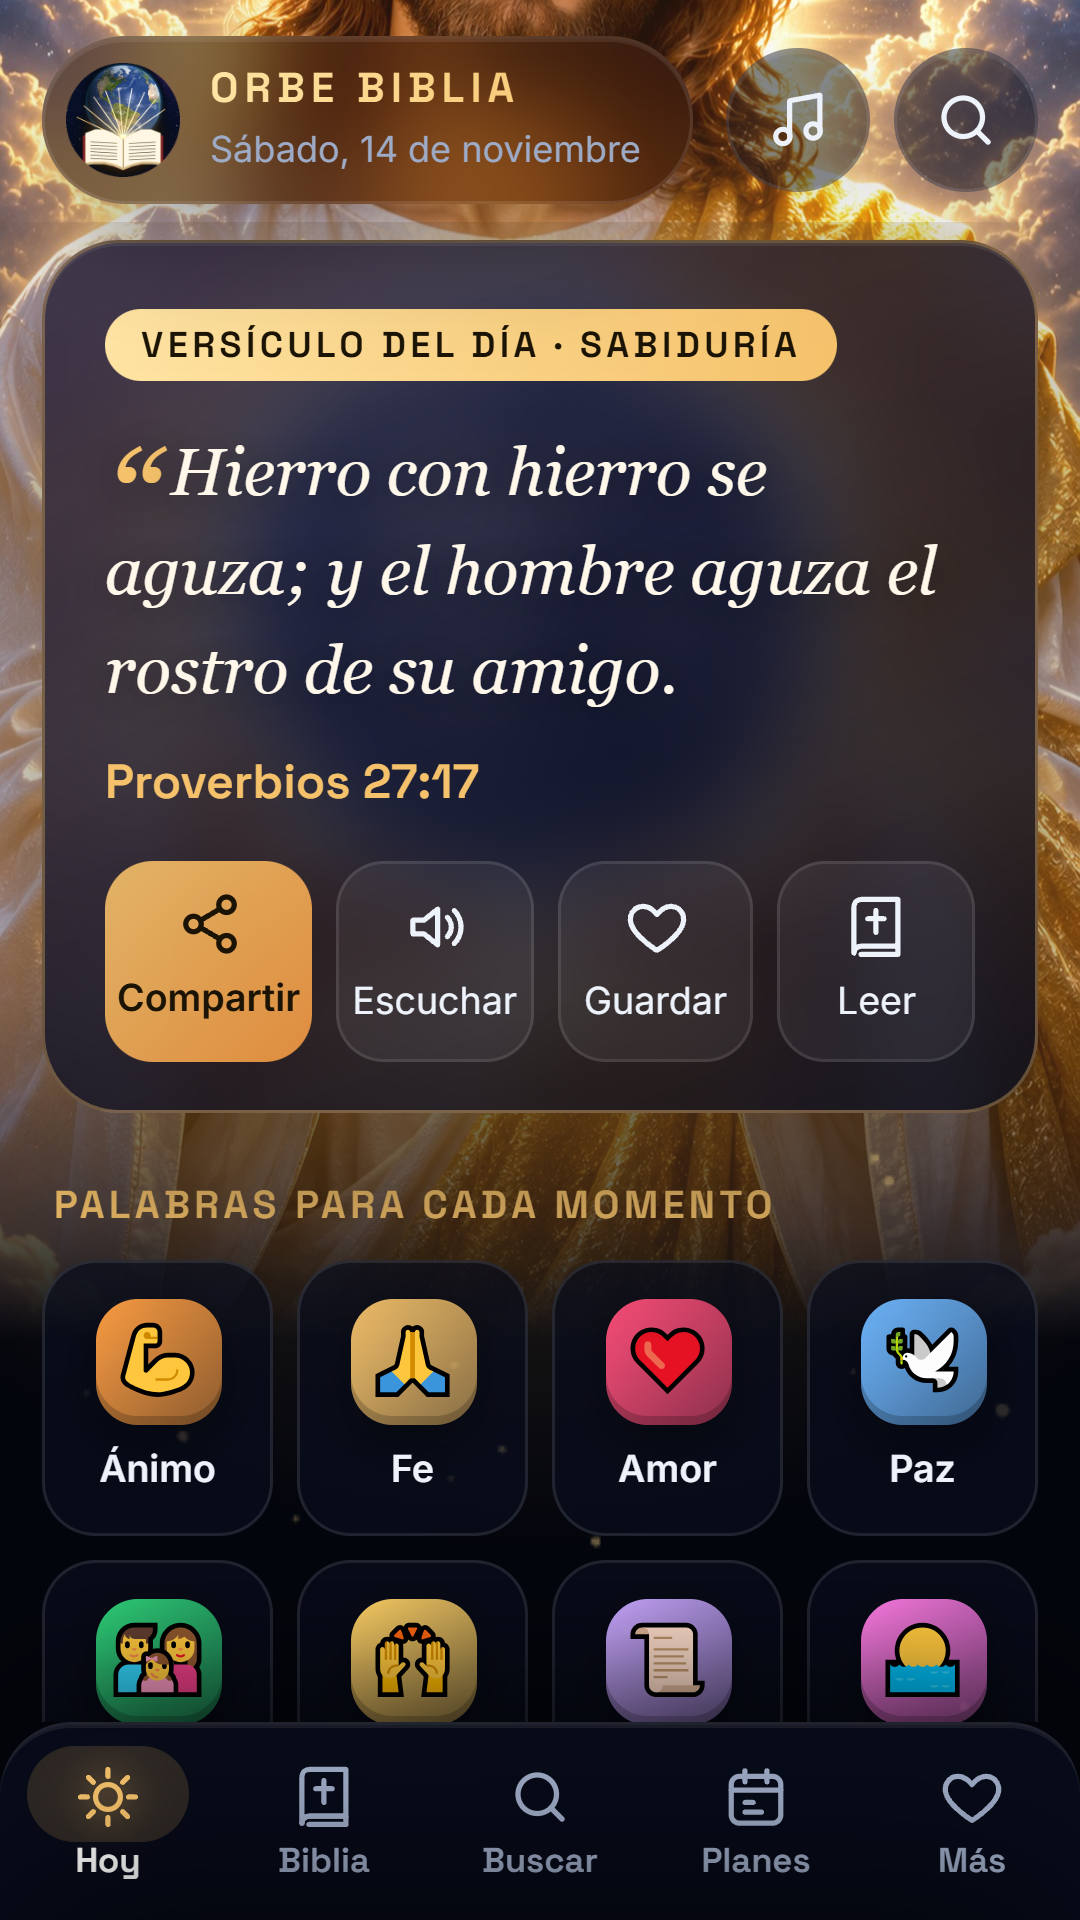 ORBE BIBLIA
Sábado, 14 de noviembre
VERSÍCULO DEL DÍA · SABIDURÍA
“Hierro con hierro se
aguza; y el hombre aguza el
rostro de su amigo.
Proverbios 27:17
Compartir
Escuchar
Guardar
Leer
PALABRAS PARA CADA MOMENTO
Ánimo
Fe
Amor
Paz
Hoy
Biblia
Buscar
Planes
Más